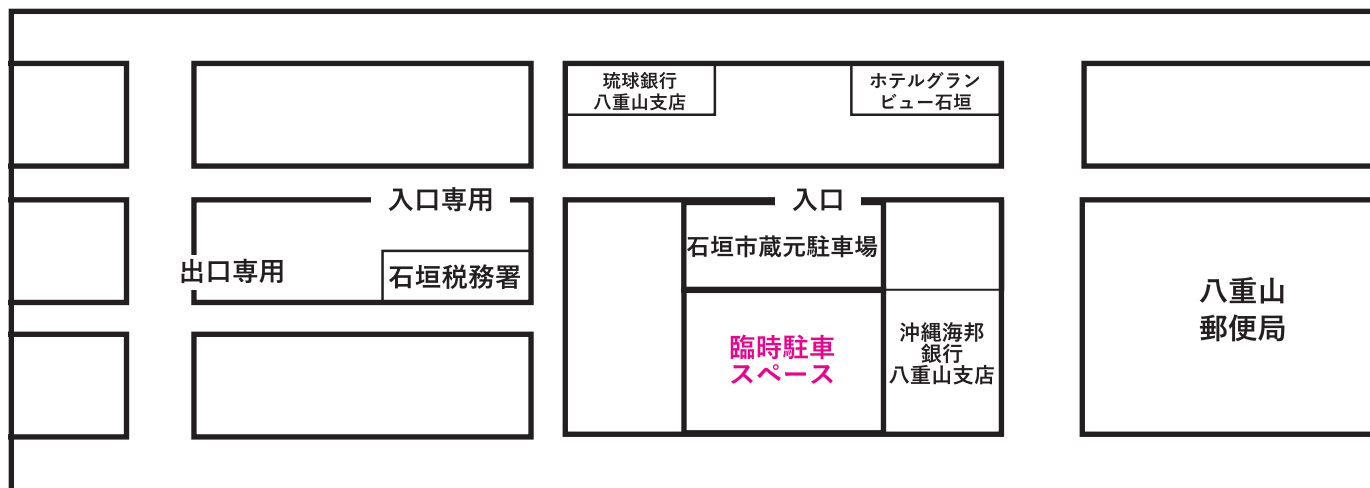 琉球銀行
八重山支店
ホテルグラン
ビュー石垣
入口専用
入口
石垣市蔵元駐車場
出口専用
石垣税務署
臨時駐車
スペース
沖縄海邦
銀行
八重山支店
八重山
郵便局